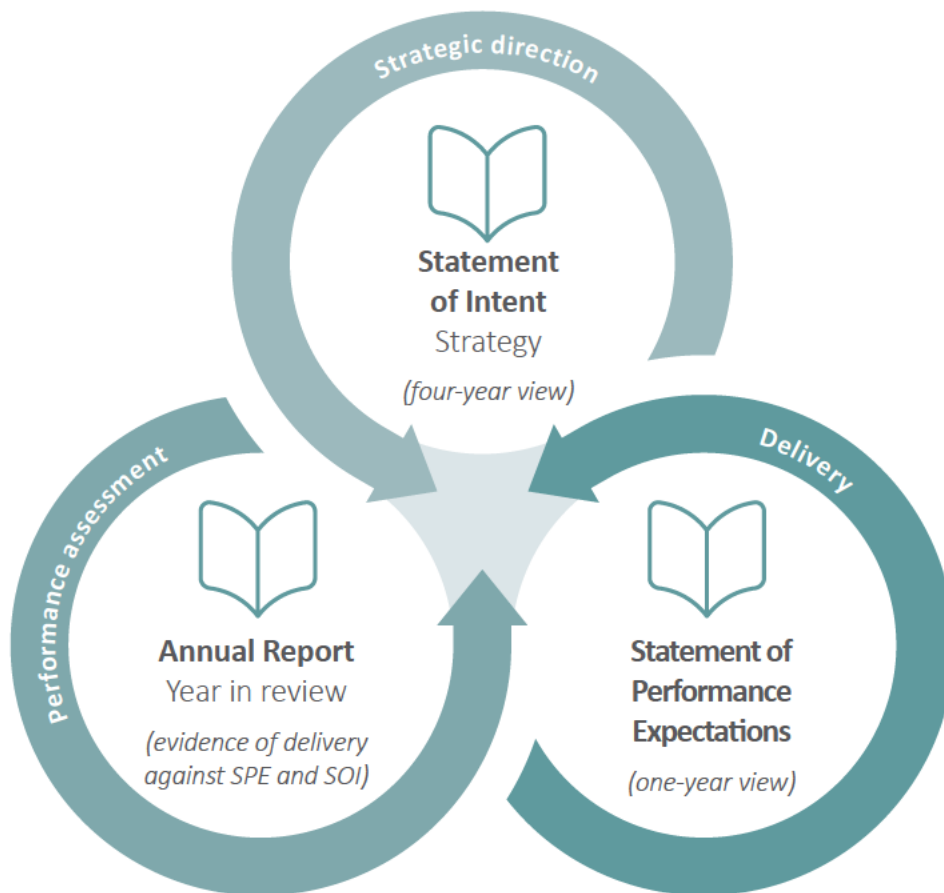 Strategic direction
Statement
of Intent
Strategy
(four-year view)
Performance assessment
Annual Report
Year in review
(evidence of delivery
against SPE and SOI)
Delivery
Statement of
Performance
Expectations
(one-year view)